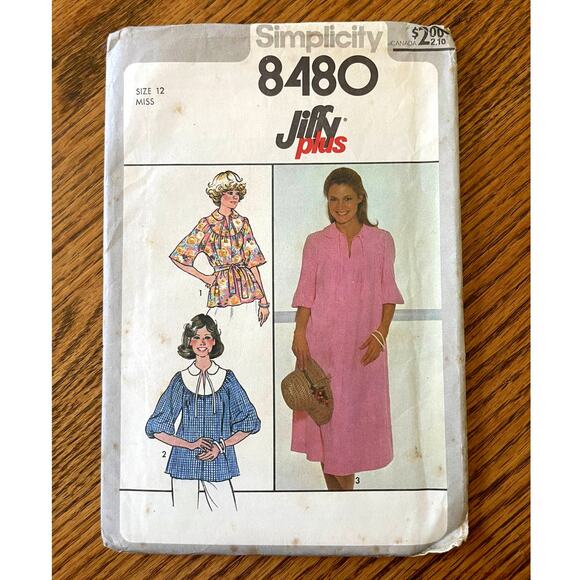 Simplicity
$2.00
CANADA 2.10
8480
SIZE 12
MISS
Jiffy®
plus
1
2
3